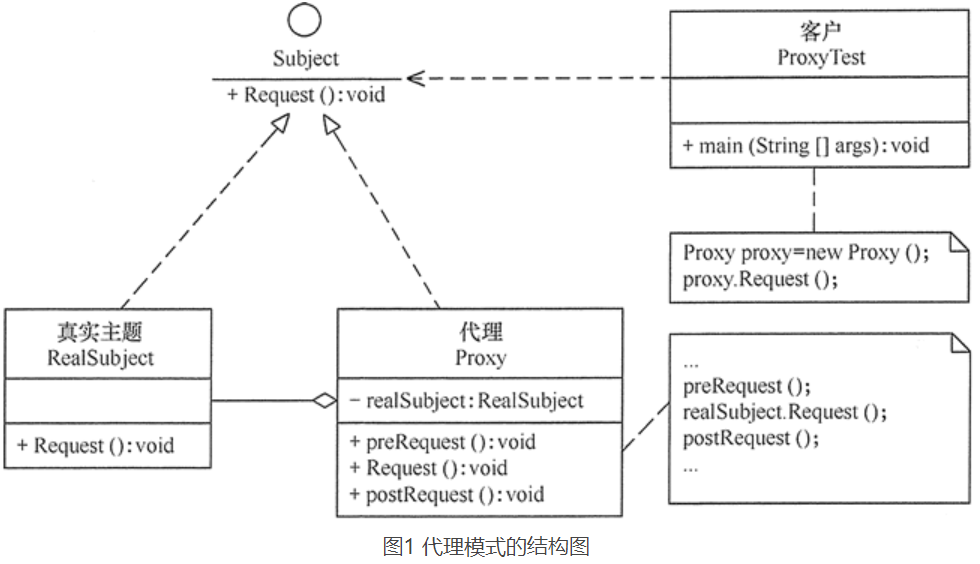 Subject
+ Request ( ) : void
客户
ProxyTest
+ main (String [ ] args) : void
Proxy proxy=new Proxy ( );
proxy.Request ( );
真实主题
RealSubject
+ Request ( ) : void
代理
Proxy
− realSubject : RealSubject
+ preRequest ( ) : void
+ Request ( ) : void
+ postRequest ( ) : void
...
preRequest ( );
realSubject.Request ( );
postRequest ( );
...
图1 代理模式的结构图